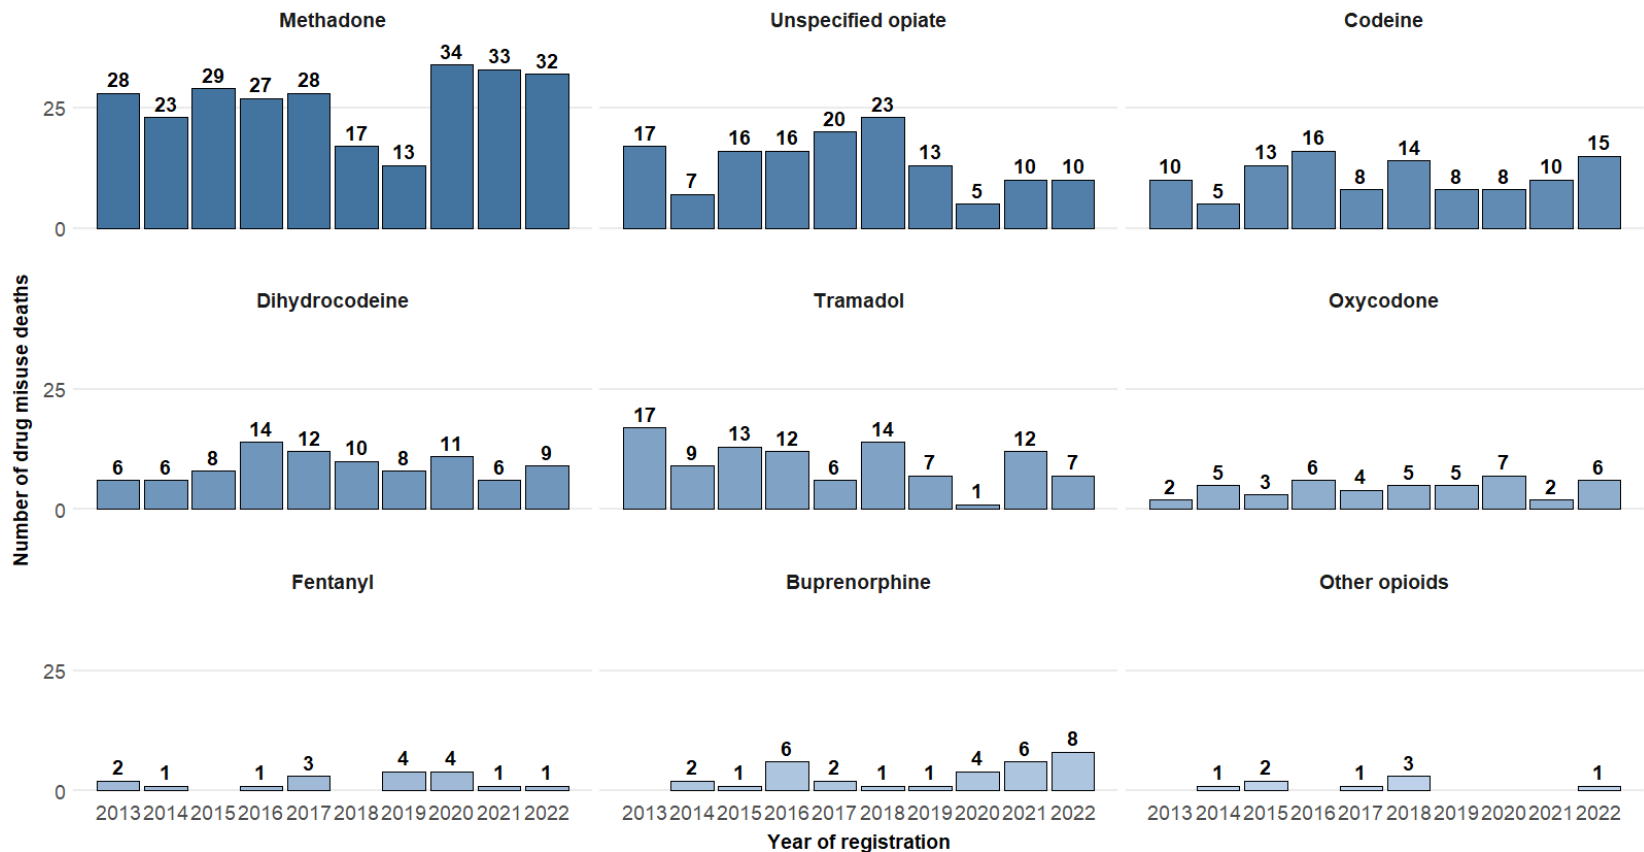 Methadone
Unspecified opiate
Codeine
28 23 29 27 28 17 13 34 33 32
17 7 16 16 20 23 13 5 10 10
10 5 13 16 8 14 8 8 10 15
25
0
Dihydrocodeine
Tramadol
Oxycodone
6 6 8 14 12 10 8 11 6 9
17 9 13 12 6 14 7 1 12 7
2 5 3 6 4 5 5 7 2 6
25
0
Number of drug misuse deaths
Fentanyl
Buprenorphine
Other opioids
2 1 1 3 4 4 1 1
2 1 6 2 1 1 4 6 8
1 2 1 3 1
25
0
2013 2014 2015 2016 2017 2018 2019 2020 2021 2022
2013 2014 2015 2016 2017 2018 2019 2020 2021 2022
2013 2014 2015 2016 2017 2018 2019 2020 2021 2022
Year of registration